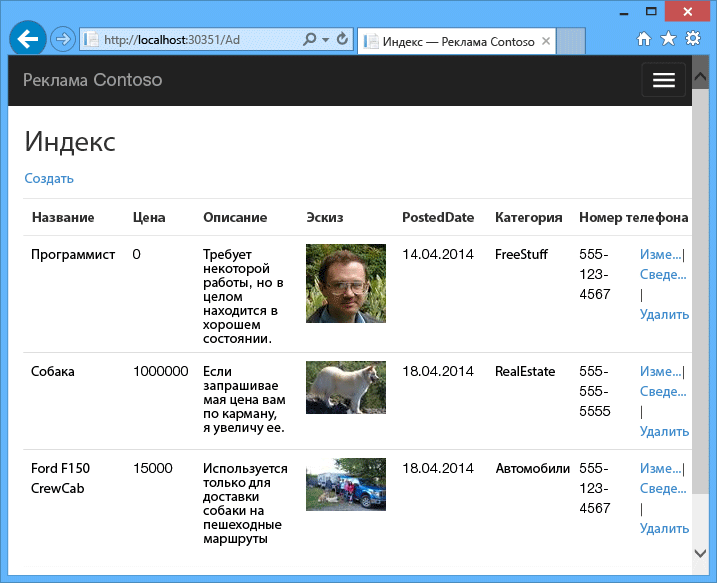 http://localhost:30351/Ad
Индекс — Реклама Contoso
Реклама Contoso
Индекс
Создать
Название Цена Описание Эскиз PostedDate Категория Номер телефона
Программист 0 Требует 14.04.2014 FreeStuff 555- Изме...|
некоторой
работы, но в 123- Сведе...
целом
находится в 4567 |
хорошем Удалить
состоянии.
Собака 1000000 Если 18.04.2014 RealEstate 555- Изме...|
запрашивае
мая цена вам 555- Сведе...
по карману, 5555 |
я увеличу ее. Удалить
Ford F150 15000 Используется 18.04.2014 Автомобили 555- Изме...|
CrewCab только для 123- Сведе...
доставки
собаки на 4567 |
пешеходные Удалить
маршруты